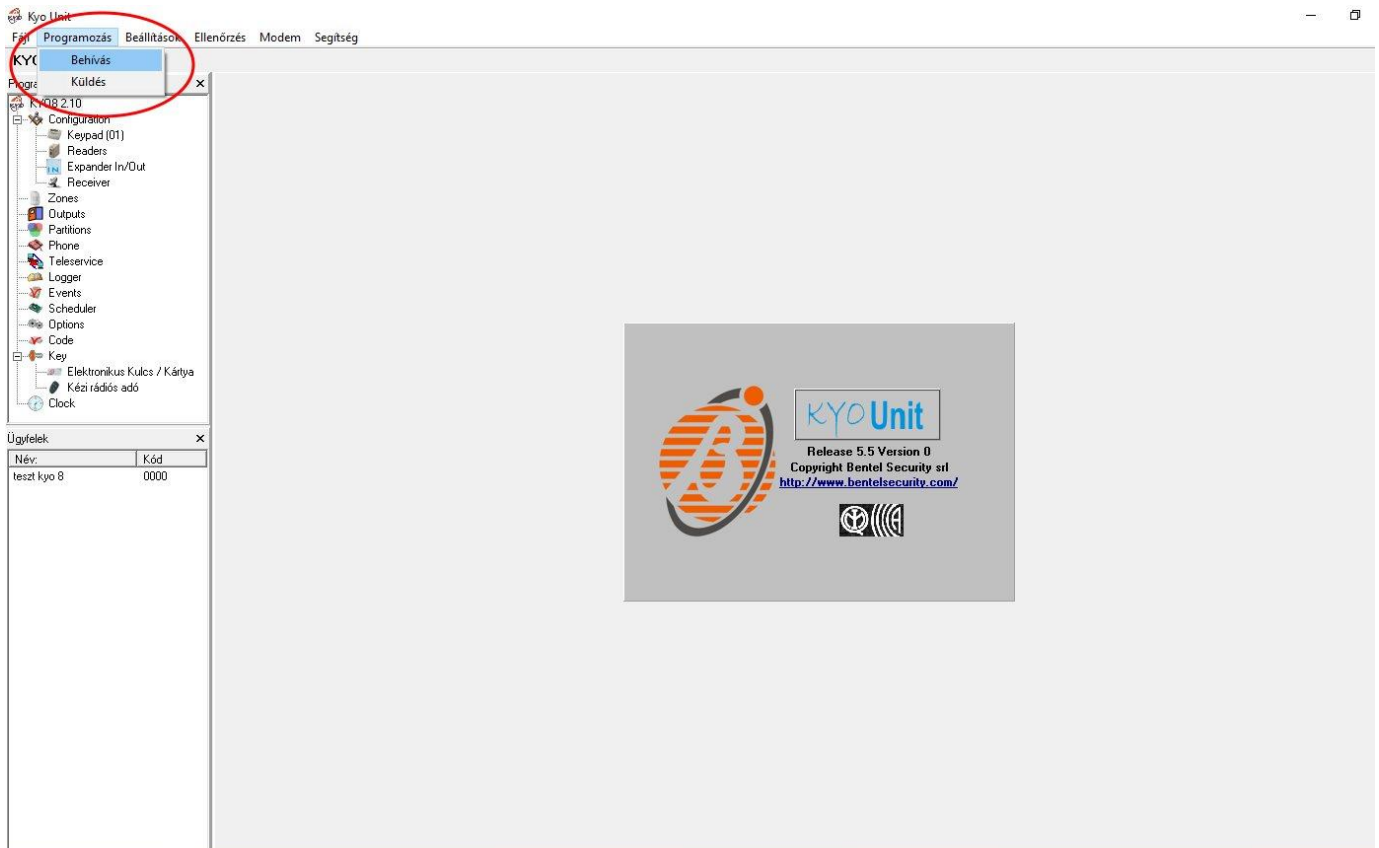 Kyo Unit
Fájl Programozás Beállítások Ellenőrzés Modem Segítség
Behívás
Küldés
KYO8 2.10
Configuration
Keypad (01)
Readers
Expander In/Out
Receiver
Zones
Outputs
Partitions
Phone
Teleservice
Logger
Events
Scheduler
Options
Code
Key
Elektronikus Kulcs / Kártya
Kézi rádiós adó
Clock
Ügyfelek
Név: Kód
teszt kyo 8 0000
KYO Unit
Release 5.5 Version 0
Copyright Bentel Security srl
http://www.bentelsecurity.com/